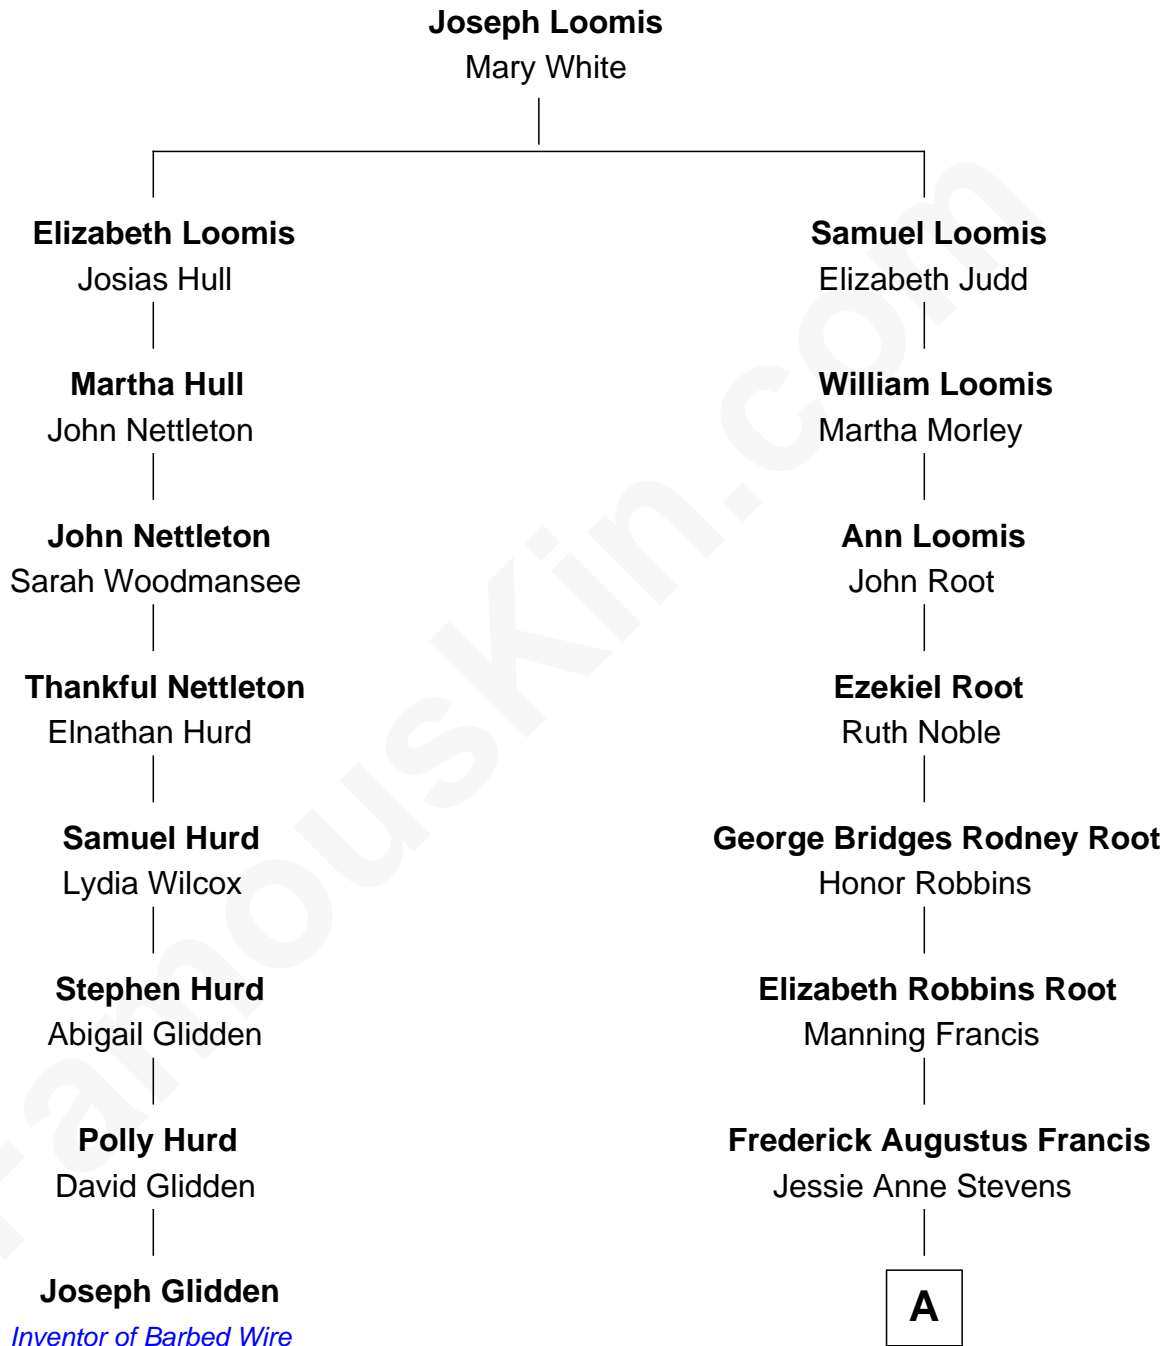 Joseph Loomis
Mary White
Elizabeth Loomis
Josias Hull
Martha Hull
John Nettleton
John Nettleton
Sarah Woodmansee
Thankful Nettleton
Elnathan Hurd
Samuel Hurd
Lydia Wilcox
Stephen Hurd
Abigail Glidden
Polly Hurd
David Glidden
Joseph Glidden
Inventor of Barbed Wire
Samuel Loomis
Elizabeth Judd
William Loomis
Martha Morley
Ann Loomis
John Root
Ezekiel Root
Ruth Noble
George Bridges Rodney Root
Honor Robbins
Elizabeth Robbins Root
Manning Francis
Frederick Augustus Francis
Jessie Anne Stevens
A
FamousKin.com